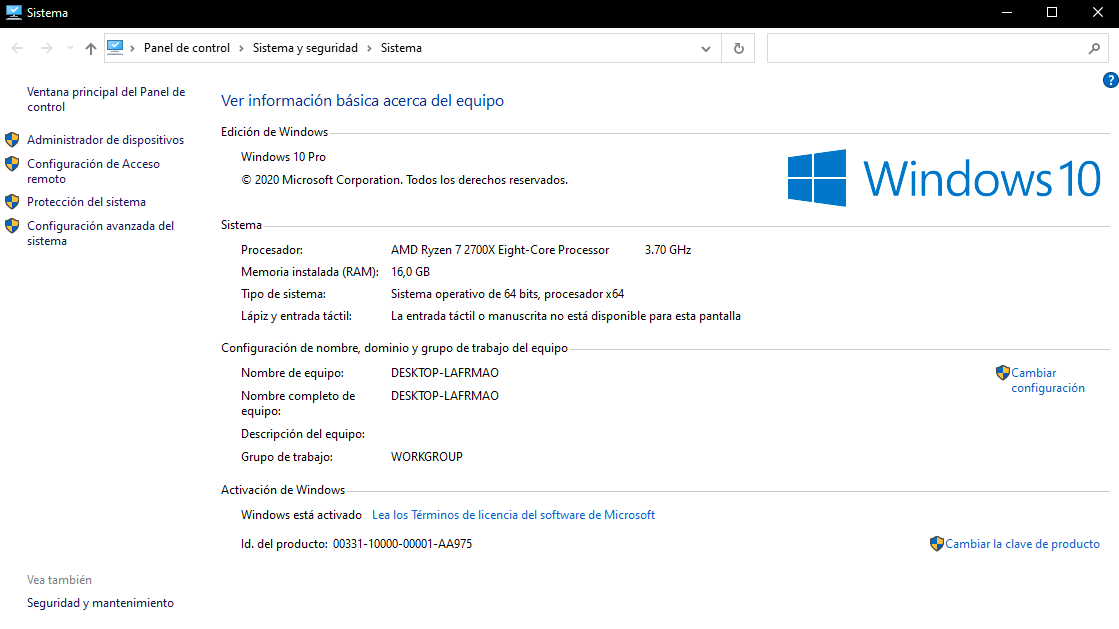 Sistema
Panel de control
Sistema y seguridad
Sistema
Ventana principal del Panel de
control
Administrador de dispositivos
Configuración de Acceso
remoto
Protección del sistema
Configuración avanzada del
sistema
Vea también
Seguridad y mantenimiento
Ver información básica acerca del equipo
Edición de Windows
Windows 10 Pro
© 2020 Microsoft Corporation. Todos los derechos reservados.
Windows 10
Sistema
Procesador: AMD Ryzen 7 2700X Eight-Core Processor 3.70 GHz
Memoria instalada (RAM): 16,0 GB
Tipo de sistema: Sistema operativo de 64 bits, procesador x64
Lápiz y entrada táctil: La entrada táctil o manuscrita no está disponible para esta pantalla
Configuración de nombre, dominio y grupo de trabajo del equipo
Nombre de equipo: DESKTOP-LAFRMAO
Cambiar
configuración
Nombre completo de
equipo: DESKTOP-LAFRMAO
Descripción del equipo:
Grupo de trabajo: WORKGROUP
Activación de Windows
Windows está activado Lea los Términos de licencia del software de Microsoft
Id. del producto: 00331-10000-00001-AA975
Cambiar la clave de producto